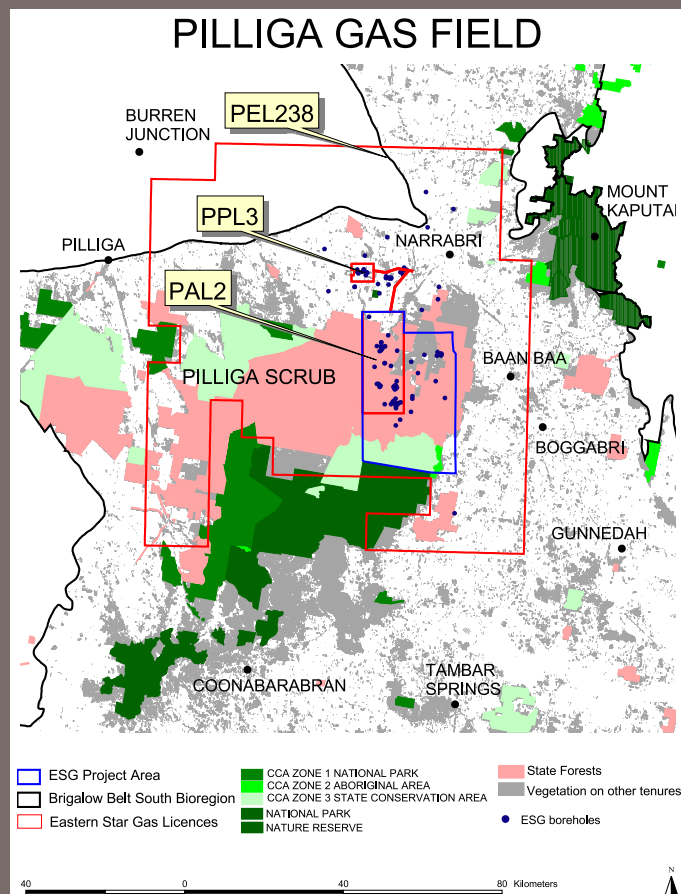 PILLIGA GAS FIELD
PEL238
BURREN
JUNCTION
MOUNT
KAPUTAI
PPL3
NARRABRI
PILLIGA
PAL2
BAAN BAA
PILLIGA SCRUB
BOGGABRI
GUNNEDAH
COONABARABRAN
TAMBAR
SPRINGS
ESG Project Area
Brigalow Belt South Bioregion
Eastern Star Gas Licences
CCA ZONE 1 NATIONAL PARK
CCA ZONE 2 ABORIGINAL AREA
CCA ZONE 3 STATE CONSERVATION AREA
NATIONAL PARK
NATURE RESERVE
State Forests
Vegetation on other tenures
ESG boreholes
N
40 0 40 80 Kilometers